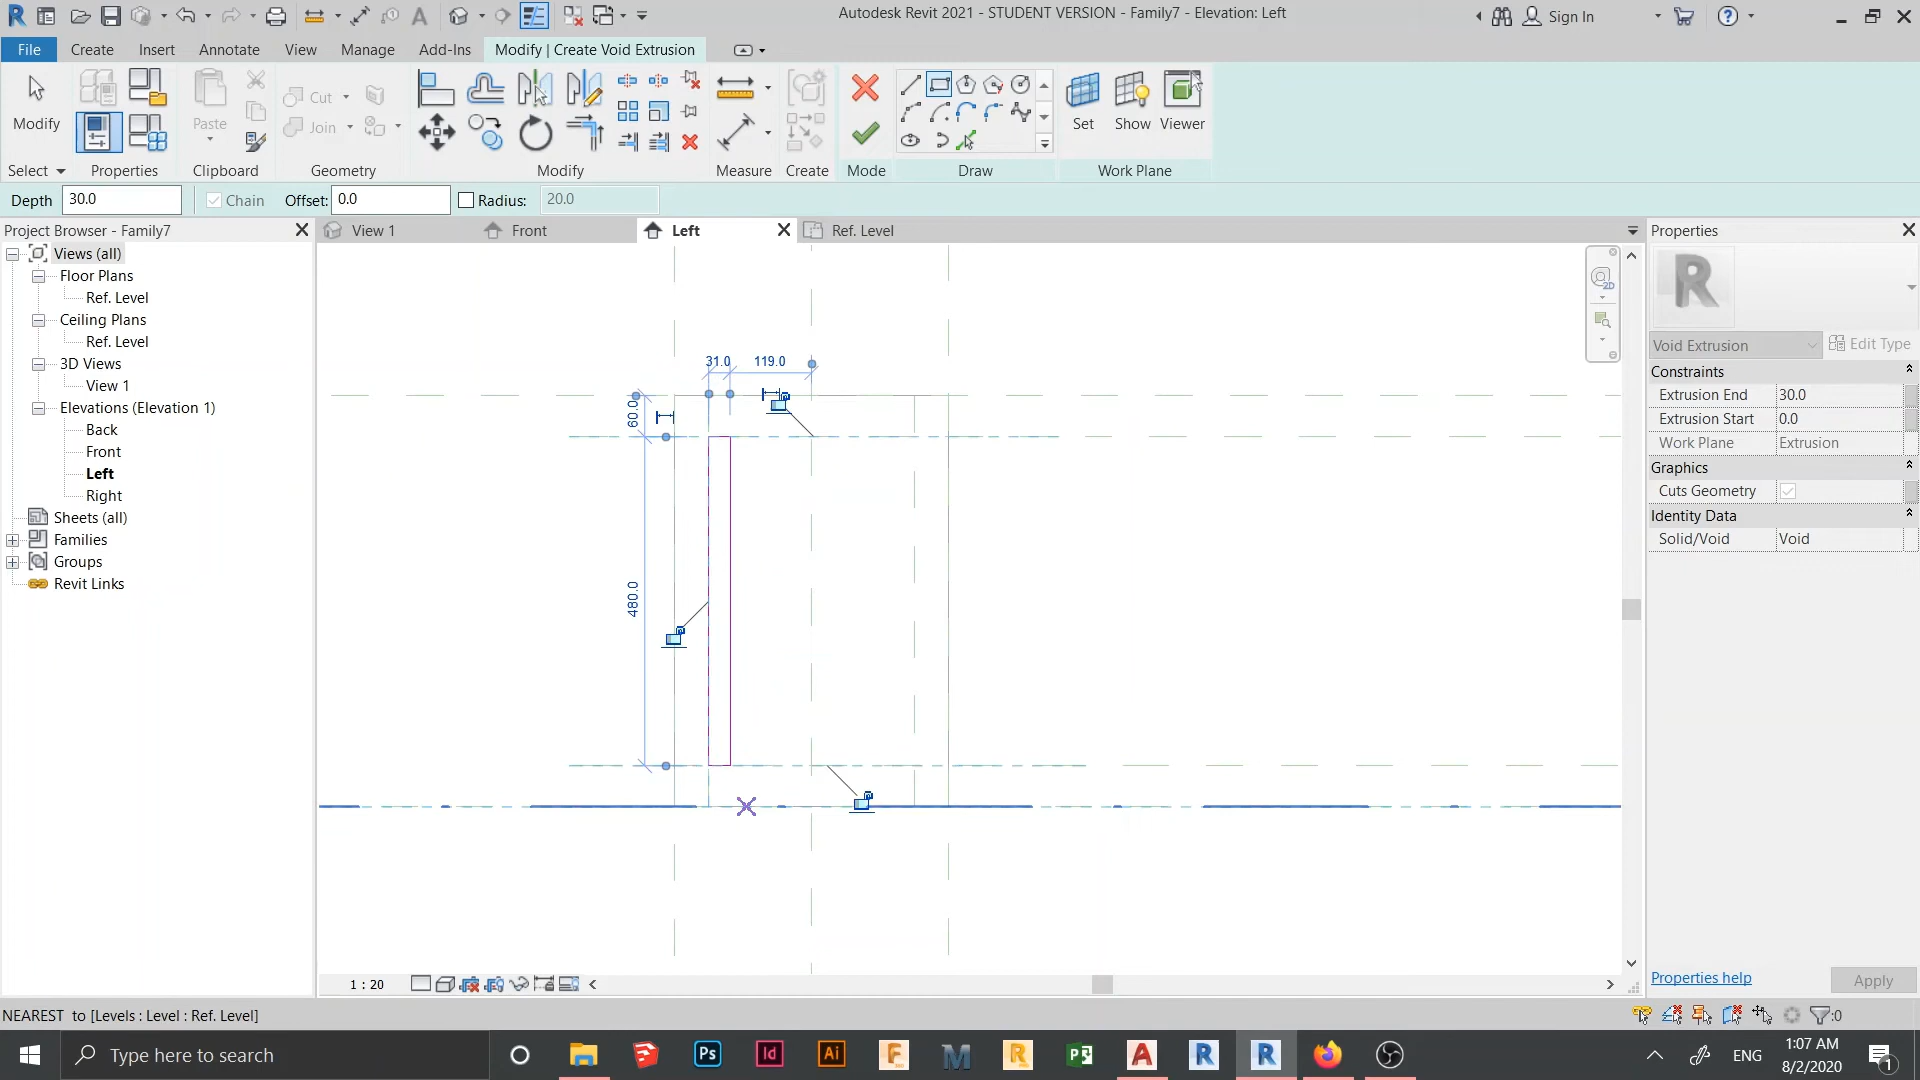 Autodesk Revit 2021 - STUDENT VERSION - Family7 - Elevation: Left
Sign In
File
Create
Insert
Annotate
View
Manage
Add-Ins
Modify | Create Void Extrusion
Modify
Paste
Cut
Join
Set
Show
Viewer
Select
Properties
Clipboard
Geometry
Modify
Measure
Create
Mode
Draw
Work Plane
Depth
30.0
Chain
Offset:
0.0
Radius:
20.0
Project Browser - Family7
Views (all)
Floor Plans
Ref. Level
Ceiling Plans
Ref. Level
3D Views
View 1
Elevations (Elevation 1)
Back
Front
Left
Right
Sheets (all)
Families
Groups
Revit Links
View 1
Front
Left
Ref. Level
31.0
119.0
60.0
480.0
1 : 20
Properties
R
Void Extrusion
Edit Type
Constraints
Extrusion End
30.0
Extrusion Start
0.0
Work Plane
Extrusion
Graphics
Cuts Geometry
Identity Data
Solid/Void
Void
Properties help
Apply
NEAREST to [Levels : Level : Ref. Level]
:0
Type here to search
Ps
Id
Ai
ENG
1:07 AM
8/2/2020
1